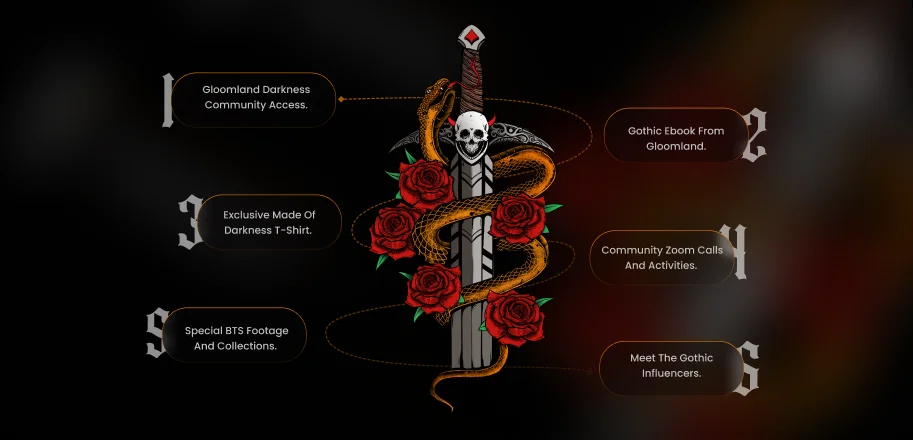 1
Gloomland Darkness
Community Access.
2
Gothic Ebook From
Gloomland.
3
Exclusive Made Of
Darkness T-Shirt.
4
Community Zoom Calls
And Activities.
5
Special BTS Footage
And Collections.
6
Meet The Gothic
Influencers.